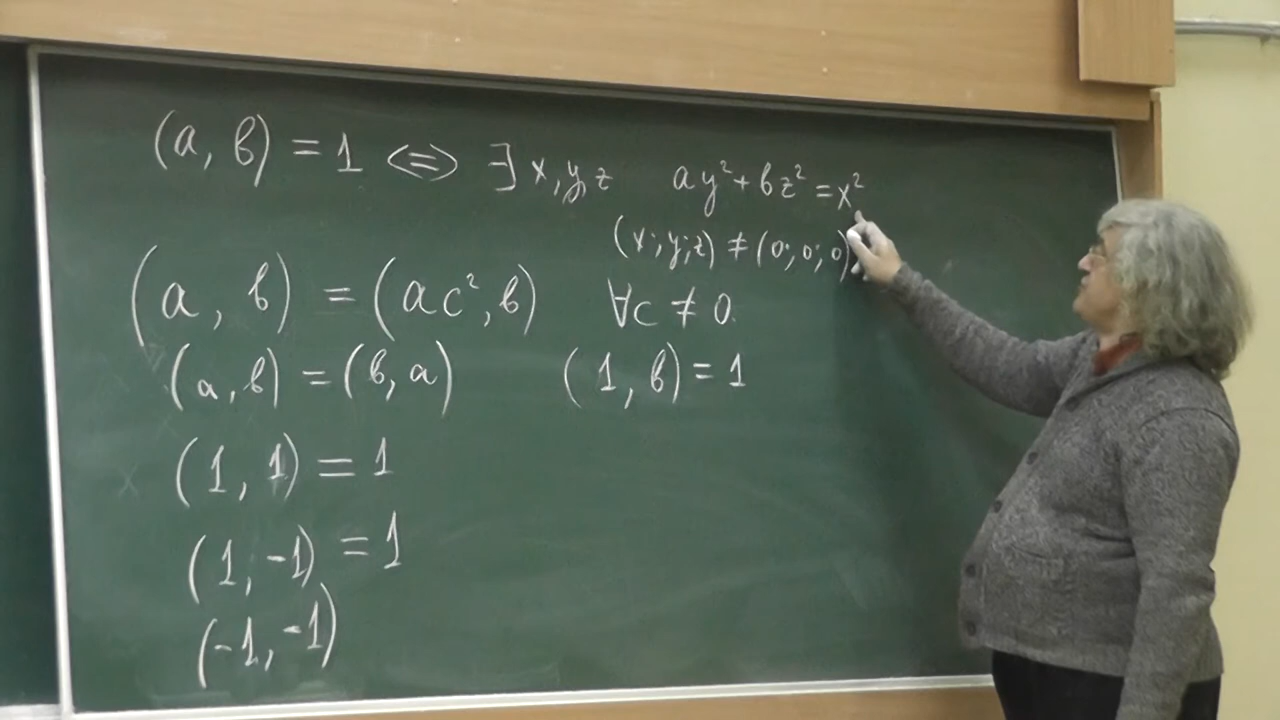 (a, b) = 1 <=> ∃ x, y, z ay² + bz² = x²
(x; y; z) ≠ (0; 0; 0)
(a, b) = (ac², b) ∀c ≠ 0.
(a, b) = (b, a) (1, b) = 1
(1, 1) = 1
(1, -1) = 1
(-1, -1)